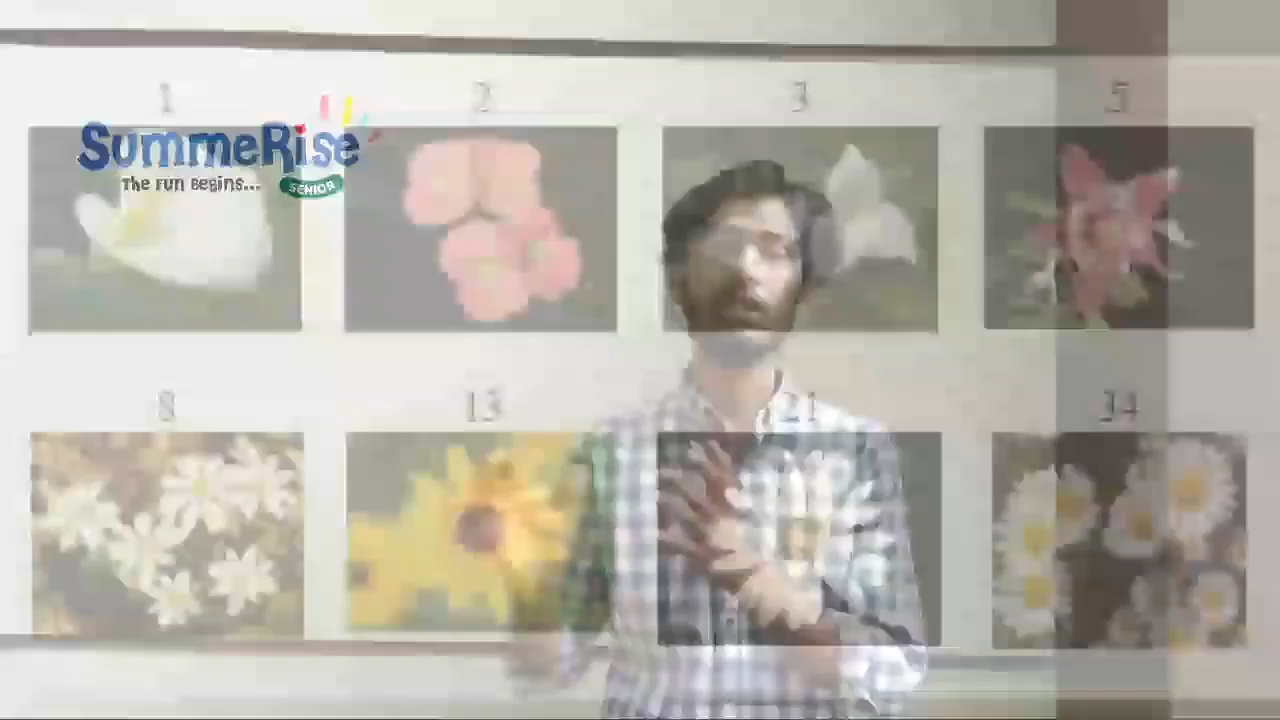 1 2 3 5
SummeRise
The fun Begins...
SENIOR
8 13 21 34